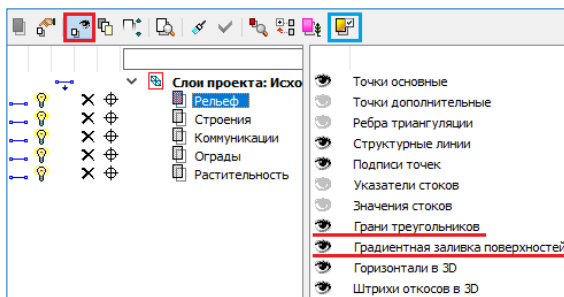 Слои проекта: Исхо
Рельеф
Строения
Коммуникации
Ограды
Растительность
Точки основные
Точки дополнительные
Ребра триангуляции
Структурные линии
Подписи точек
Указатели стоков
Значения стоков
Грани треугольников
Градиентная заливка поверхностей
Горизонтали в 3D
Штрихи откосов в 3D